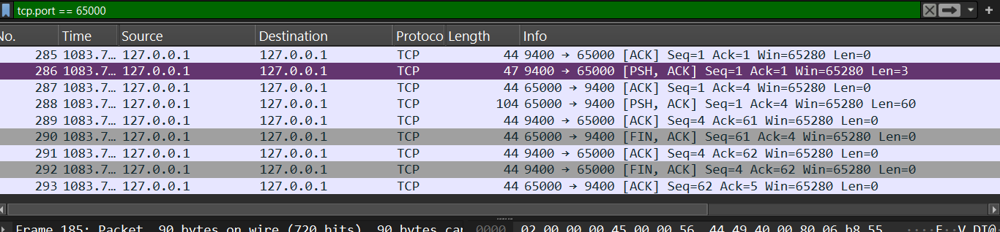 tcp.port == 65000
No. Time Source Destination Protoco Length Info
285 1083.7… 127.0.0.1 127.0.0.1 TCP 44 9400 → 65000 [ACK] Seq=1 Ack=1 Win=65280 Len=0
286 1083.7… 127.0.0.1 127.0.0.1 TCP 47 9400 → 65000 [PSH, ACK] Seq=1 Ack=1 Win=65280 Len=3
287 1083.7… 127.0.0.1 127.0.0.1 TCP 44 65000 → 9400 [ACK] Seq=1 Ack=4 Win=65280 Len=0
288 1083.7… 127.0.0.1 127.0.0.1 TCP 104 65000 → 9400 [PSH, ACK] Seq=1 Ack=4 Win=65280 Len=60
289 1083.7… 127.0.0.1 127.0.0.1 TCP 44 9400 → 65000 [ACK] Seq=4 Ack=61 Win=65280 Len=0
290 1083.7… 127.0.0.1 127.0.0.1 TCP 44 65000 → 9400 [FIN, ACK] Seq=61 Ack=4 Win=65280 Len=0
291 1083.7… 127.0.0.1 127.0.0.1 TCP 44 9400 → 65000 [ACK] Seq=4 Ack=62 Win=65280 Len=0
292 1083.7… 127.0.0.1 127.0.0.1 TCP 44 9400 → 65000 [FIN, ACK] Seq=4 Ack=62 Win=65280 Len=0
293 1083.7… 127.0.0.1 127.0.0.1 TCP 44 65000 → 9400 [ACK] Seq=62 Ack=5 Win=65280 Len=0
Frame 185: Packet, 90 bytes on wire (720 bits), 90 bytes cap 0000 02 00 00 00 45 00 00 56 44 49 40 00 80 06 b8 55 ····E··V DI@